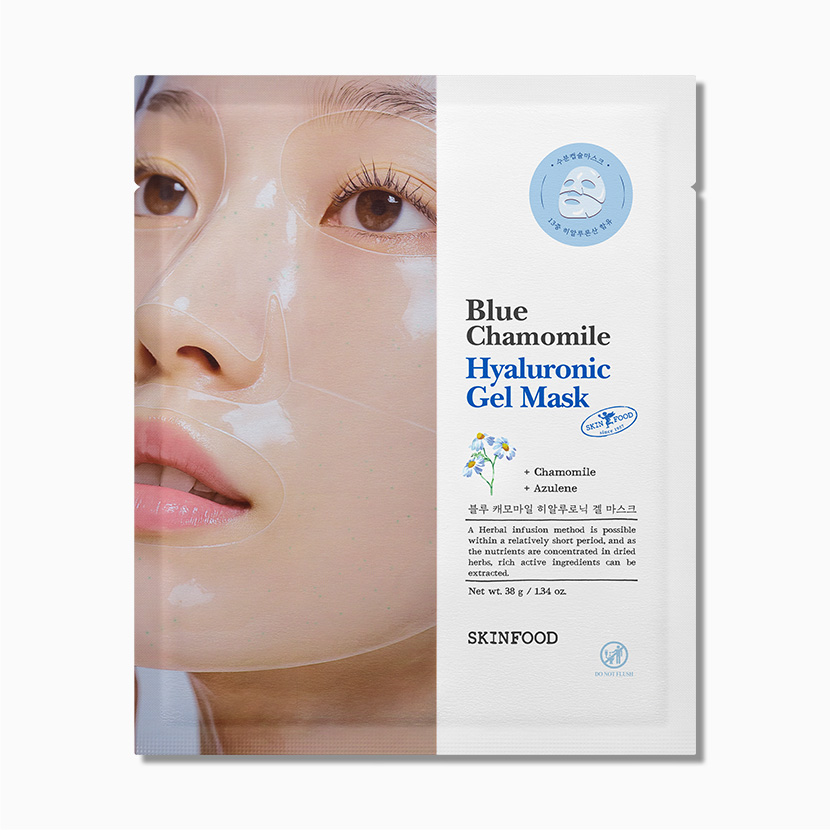 수분캡슐마스크
13중 히알루론산 함유
Blue
Chamomile
Hyaluronic
Gel Mask
SKIN FOOD
since 1957
+ Chamomile
+ Azulene
블루 캐모마일 히알루로닉 겔 마스크
A Herbal infusion method is possible
within a relatively short period, and as
the nutrients are concentrated in dried
herbs, rich active ingredients can be
extracted.
Net wt. 38 g / 1.34 oz.
SKINFOOD
DO NOT FLUSH